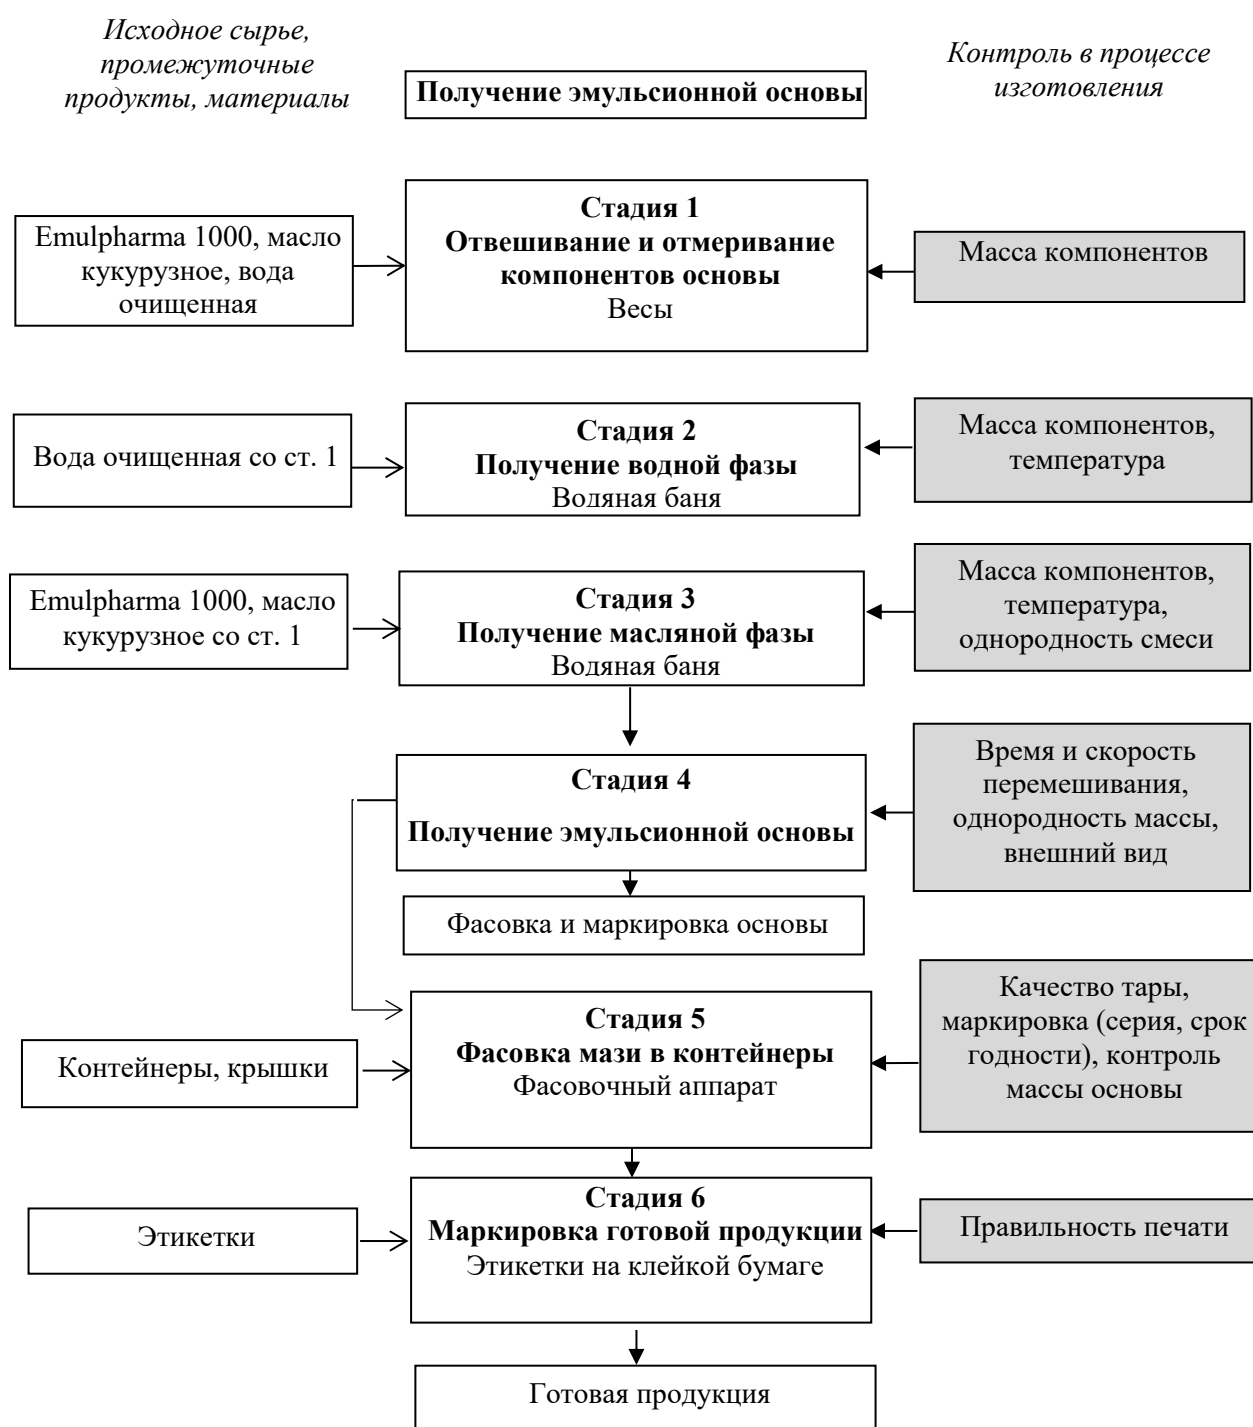 Исходное сырье,
промежуточные
продукты, материалы
Получение эмульсионной основы
Контроль в процессе
изготовления
Emulpharma 1000, масло
кукурузное, вода
очищенная
Стадия 1
Отвешивание и отмеривание
компонентов основы
Весы
Масса компонентов
Вода очищенная со ст. 1
Стадия 2
Получение водной фазы
Водяная баня
Масса компонентов,
температура
Emulpharma 1000, масло
кукурузное со ст. 1
Стадия 3
Получение масляной фазы
Водяная баня
Масса компонентов,
температура,
однородность смеси
Стадия 4
Получение эмульсионной основы
Время и скорость
перемешивания,
однородность массы,
внешний вид
Фасовка и маркировка основы
Контейнеры, крышки
Стадия 5
Фасовка мази в контейнеры
Фасовочный аппарат
Качество тары,
маркировка (серия, срок
годности), контроль
массы основы
Этикетки
Стадия 6
Маркировка готовой продукции
Этикетки на клейкой бумаге
Правильность печати
Готовая продукция